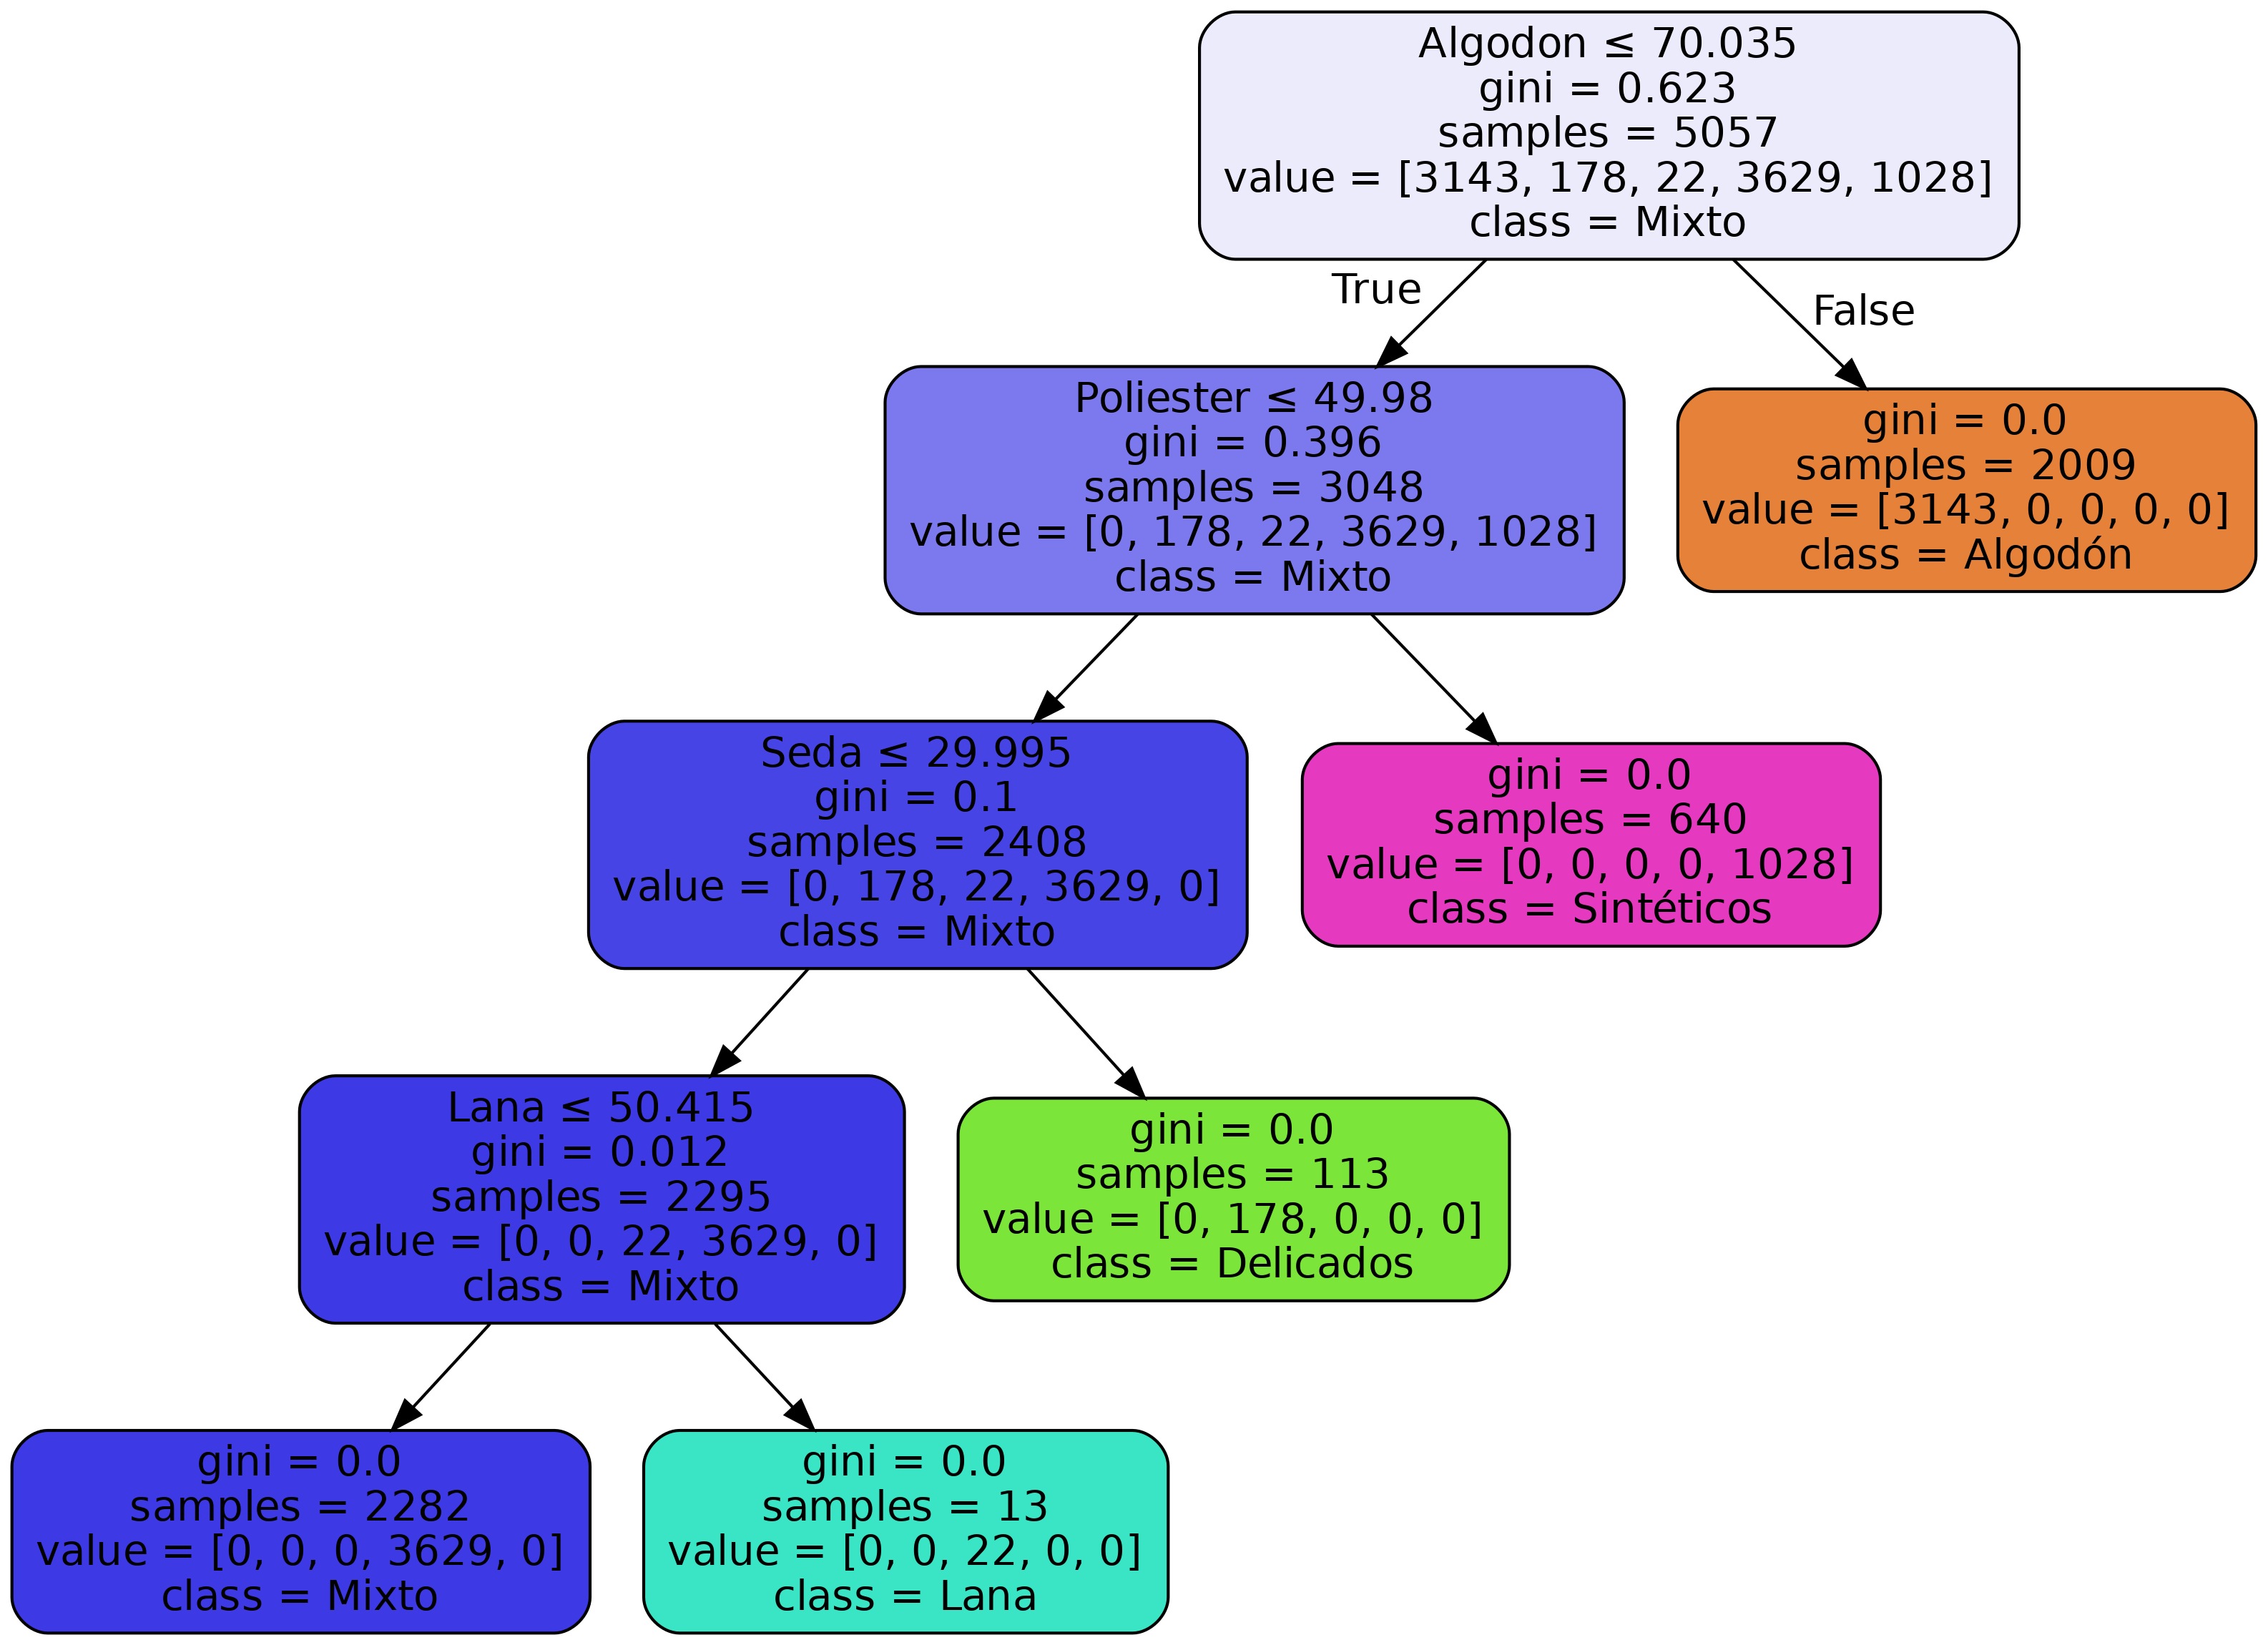 Algodon ≤ 70.035
gini = 0.623
samples = 5057
value = [3143, 178, 22, 3629, 1028]
class = Mixto
True
False
Poliester ≤ 49.98
gini = 0.396
samples = 3048
value = [0, 178, 22, 3629, 1028]
class = Mixto
gini = 0.0
samples = 2009
value = [3143, 0, 0, 0, 0]
class = Algodón
Seda ≤ 29.995
gini = 0.1
samples = 2408
value = [0, 178, 22, 3629, 0]
class = Mixto
gini = 0.0
samples = 640
value = [0, 0, 0, 0, 1028]
class = Sintéticos
Lana ≤ 50.415
gini = 0.012
samples = 2295
value = [0, 0, 22, 3629, 0]
class = Mixto
gini = 0.0
samples = 113
value = [0, 178, 0, 0, 0]
class = Delicados
gini = 0.0
samples = 2282
value = [0, 0, 0, 3629, 0]
class = Mixto
gini = 0.0
samples = 13
value = [0, 0, 22, 0, 0]
class = Lana